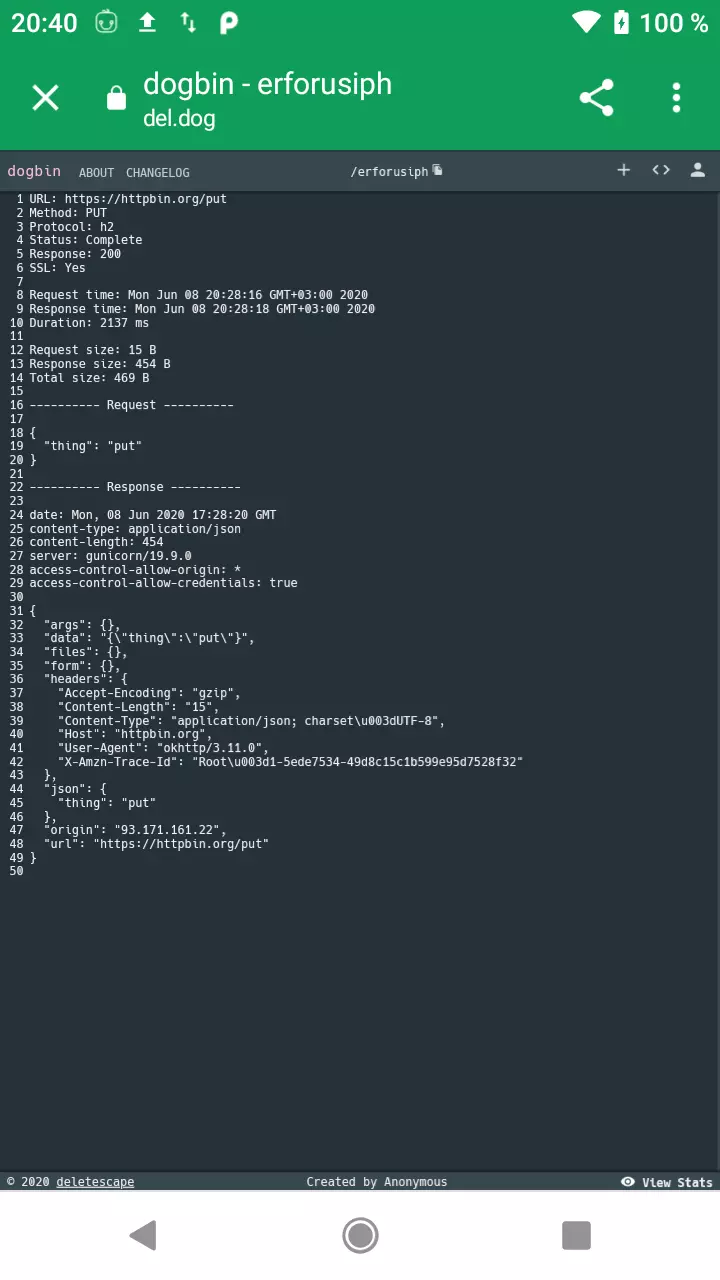 20:40
100 %
dogbin - erforusiph
del.dog
dogbin ABOUT CHANGELOG /erforusiph
1 URL: https://httpbin.org/put
2 Method: PUT
3 Protocol: h2
4 Status: Complete
5 Response: 200
6 SSL: Yes
7
8 Request time: Mon Jun 08 20:28:16 GMT+03:00 2020
9 Response time: Mon Jun 08 20:28:18 GMT+03:00 2020
10 Duration: 2137 ms
11
12 Request size: 15 B
13 Response size: 454 B
14 Total size: 469 B
15
16 ---------- Request ----------
17
18 {
19   "thing": "put"
20 }
21
22 ---------- Response ----------
23
24 date: Mon, 08 Jun 2020 17:28:20 GMT
25 content-type: application/json
26 content-length: 454
27 server: gunicorn/19.9.0
28 access-control-allow-origin: *
29 access-control-allow-credentials: true
30
31 {
32   "args": {},
33   "data": "{\"thing\":\"put\"}",
34   "files": {},
35   "form": {},
36   "headers": {
37     "Accept-Encoding": "gzip",
38     "Content-Length": "15",
39     "Content-Type": "application/json; charset\u003dUTF-8",
40     "Host": "httpbin.org",
41     "User-Agent": "okhttp/3.11.0",
42     "X-Amzn-Trace-Id": "Root\u003d1-5ede7534-49d8c15c1b599e95d7528f32"
43   },
44   "json": {
45     "thing": "put"
46   },
47   "origin": "93.171.161.22",
48   "url": "https://httpbin.org/put"
49 }
50
© 2020 deletescape Created by Anonymous View Stats